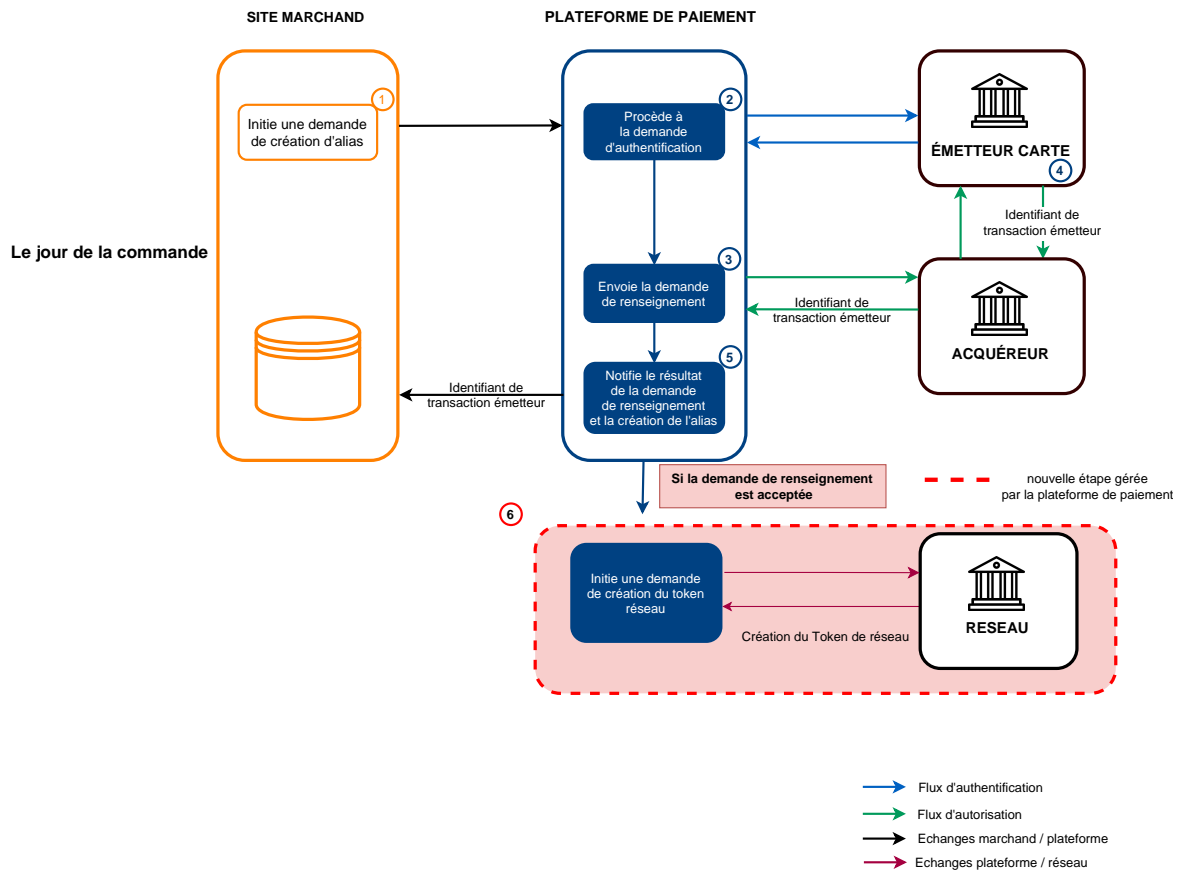 SITE MARCHAND
PLATEFORME DE PAIEMENT
1
Initie une demande
de création d'alias
2
Procède à
la demande
d'authentification
ÉMETTEUR CARTE
4
Identifiant de
transaction émetteur
Le jour de la commande
3
Envoie la demande
de renseignement
Identifiant de
transaction émetteur
ACQUÉREUR
5
Notifie le résultat
de la demande
de renseignement
et la création de l'alias
Identifiant de
transaction émetteur
Si la demande de renseignement
est acceptée
nouvelle étape gérée
par la plateforme de paiement
6
Initie une demande
de création du token
réseau
Création du Token de réseau
RESEAU
Flux d'authentification
Flux d'autorisation
Echanges marchand / plateforme
Echanges plateforme / réseau